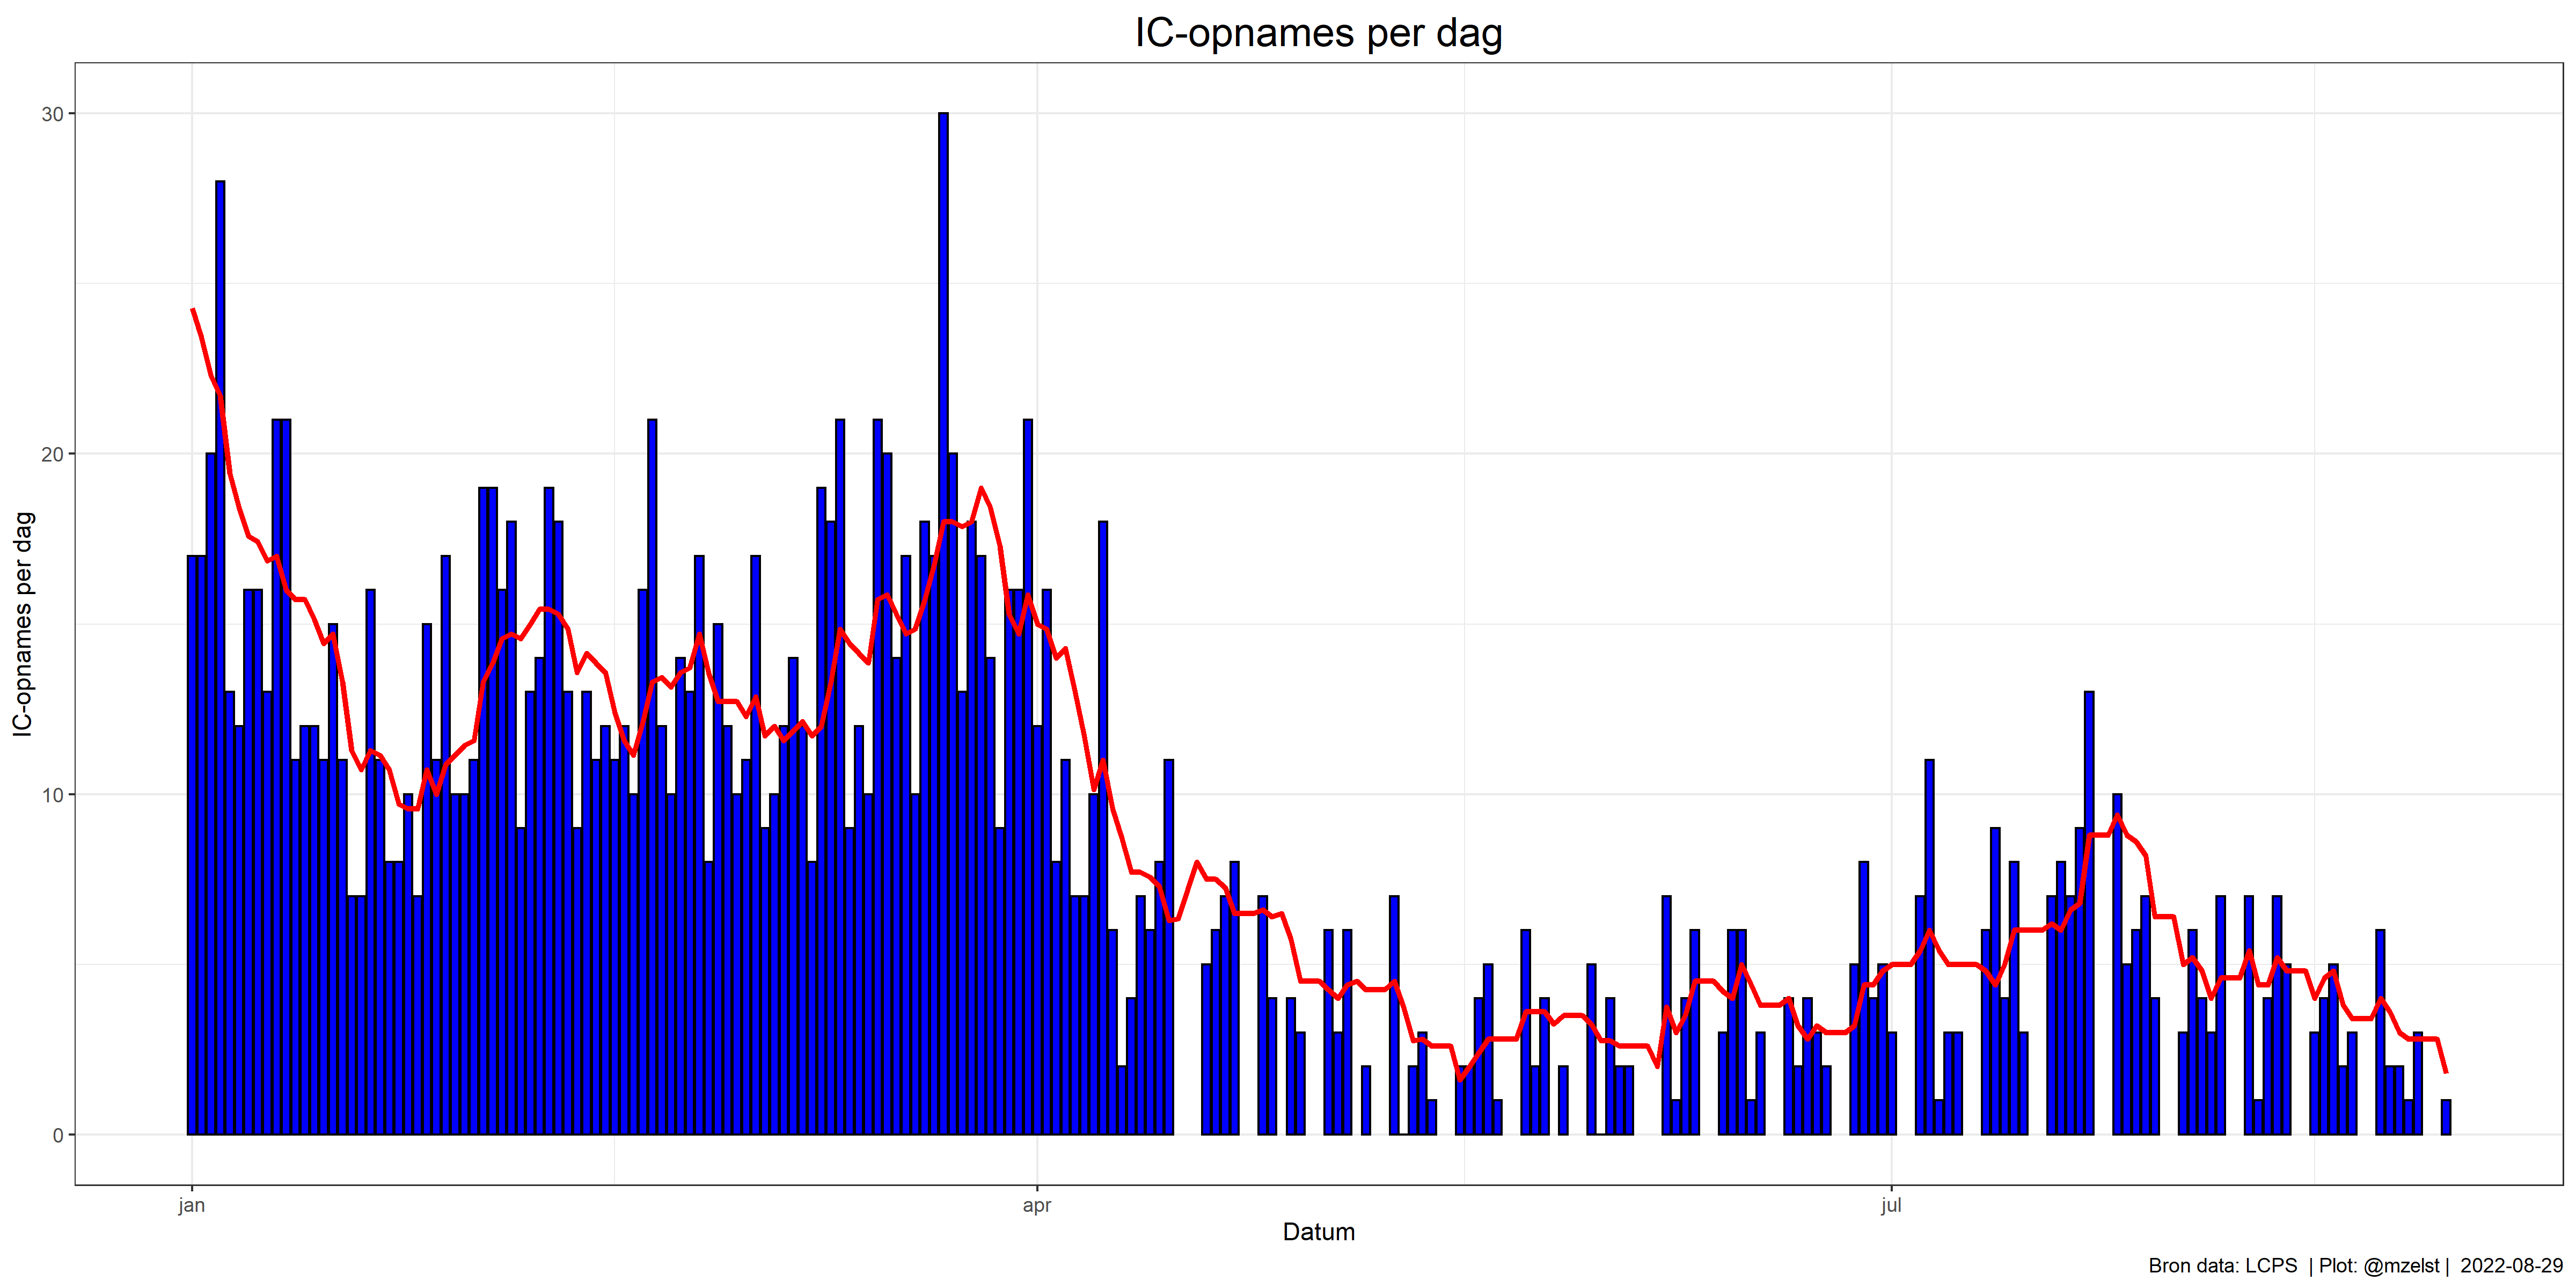 IC-opnames per dag
IC-opnames per dag
30
20
10
0
jan
apr
jul
Datum
Bron data: LCPS | Plot: @mzelst | 2022-08-29